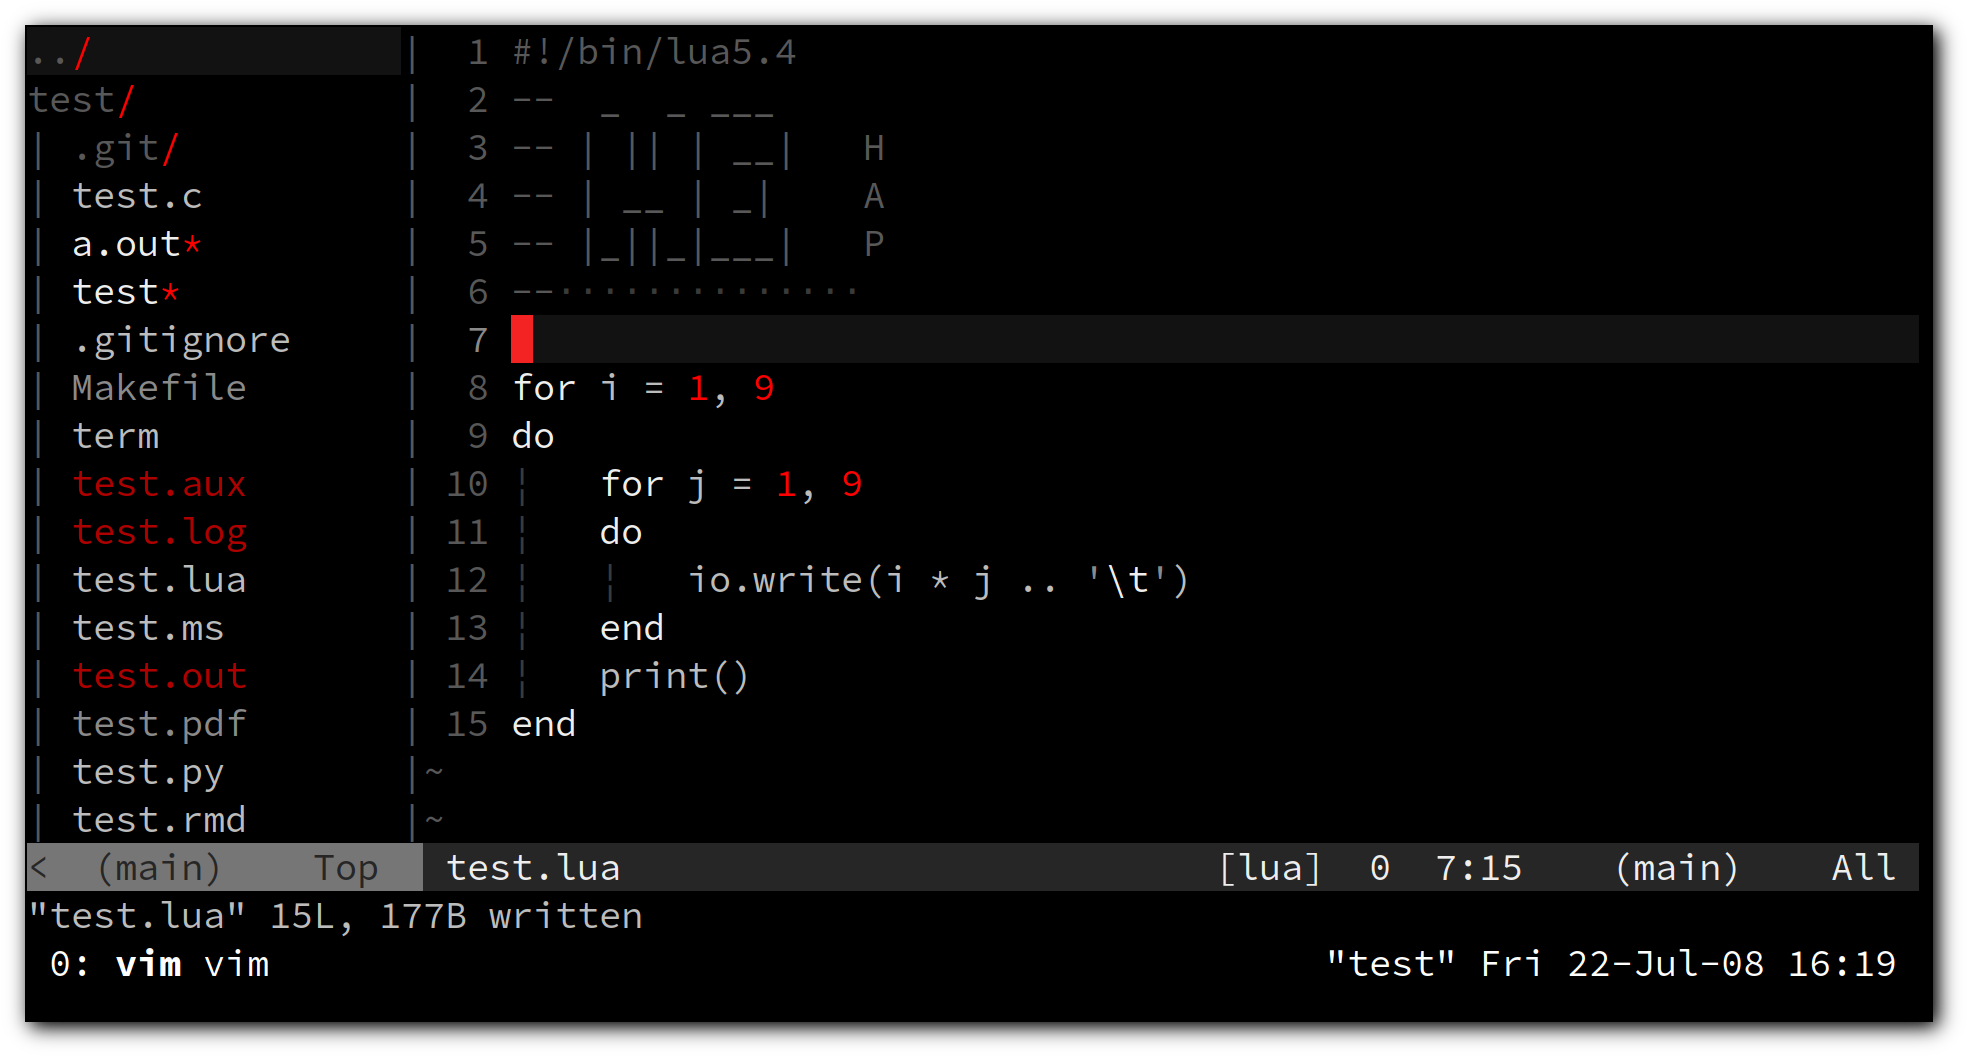 ../                |  1 #!/bin/lua5.4
test/              |  2 --  _  _ ___
|  .git/           |  3 -- | || | __|   H
|  test.c          |  4 -- | __ | _|    A
|  a.out*          |  5 -- |_||_|___|   P
|  test*           |  6 --··············
|  .gitignore      |  7
|  Makefile        |  8 for i = 1, 9
|  term            |  9 do
|  test.aux        | 10 ¦   for j = 1, 9
|  test.log        | 11 ¦   do
|  test.lua        | 12 ¦   ¦   io.write(i * j .. '\t')
|  test.ms         | 13 ¦   end
|  test.out        | 14 ¦   print()
|  test.pdf        | 15 end
|  test.py         |~
|  test.rmd        |~
<  (main)    Top   test.lua   [lua]  0  7:15    (main)    All
"test.lua" 15L, 177B written
0: vim vim   "test" Fri 22-Jul-08 16:19